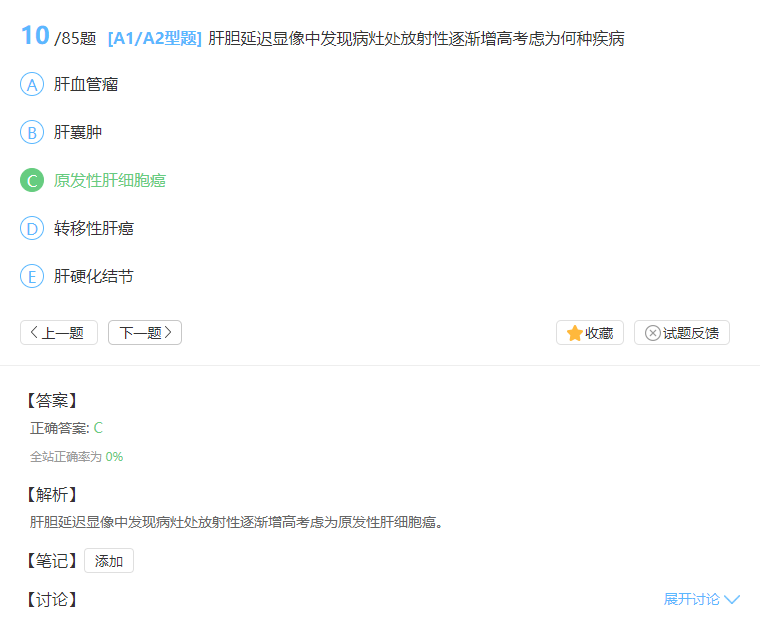 10 /85题 [A1/A2型题] 肝胆延迟显像中发现病灶处放射性逐渐增高考虑为何种疾病
A 肝血管瘤
B 肝囊肿
C 原发性肝细胞癌
D 转移性肝癌
E 肝硬化结节
上一题 下一题 收藏 试题反馈
【答案】
正确答案: C
全站正确率为 0%
【解析】
肝胆延迟显像中发现病灶处放射性逐渐增高考虑为原发性肝细胞癌。
【笔记】 添加
【讨论】 展开讨论